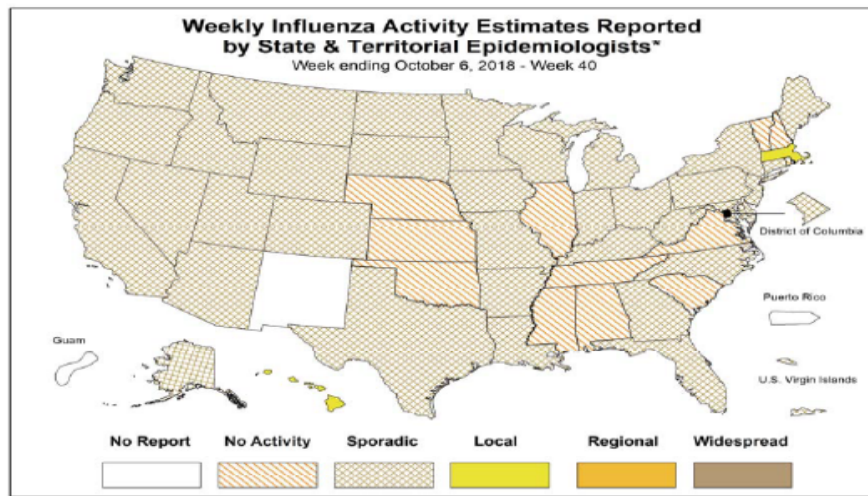 Weekly Influenza Activity Estimates Reported
by State & Territorial Epidemiologists*
Week ending October 6, 2018 - Week 40
District of Columbia
Puerto Rico
Guam
U.S. Virgin Islands
No Report No Activity Sporadic Local Regional Widespread